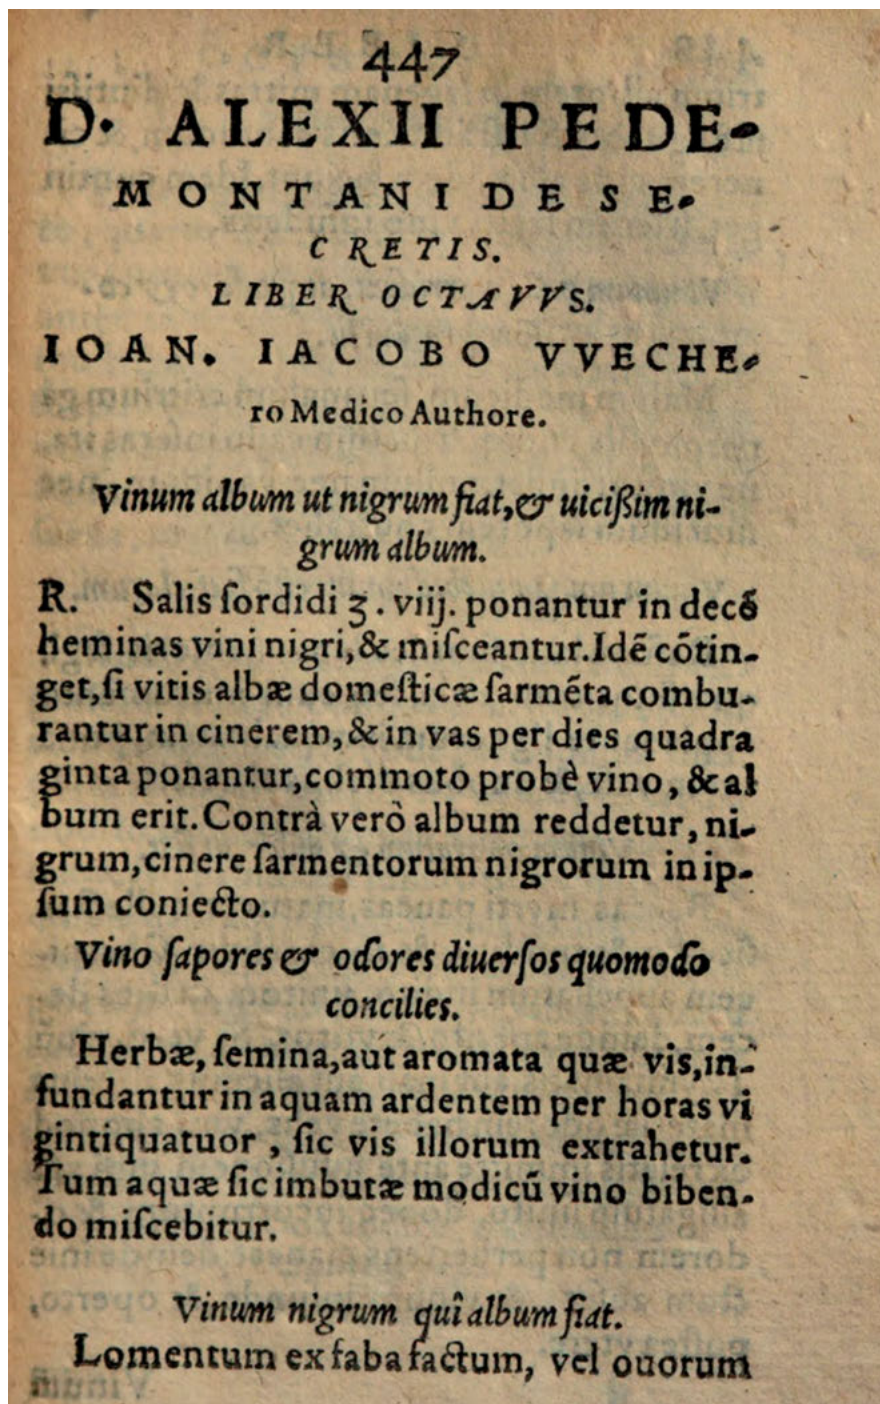 447
D. ALEXII PEDE-
MONTANI DE SE-
CRETIS.
LIBER OCTAVVS.
IOAN. IACOBO VVECHE-
ro Medico Authore.
Vinum album ut nigrum fiat, & uicißim ni-
grum album.
R. Salis ſordidi ʒ. viij. ponantur in decē
heminas vini nigri, & miſceantur. Idē cōtin-
get, ſi vitis albæ domeſticæ ſarmēta combu-
rantur in cinerem, & in vas per dies quadra
ginta ponantur, commoto probè vino, & al
bum erit. Contrà verò album reddetur, ni-
grum, cinere ſarmentorum nigrorum in ip-
ſum coniecto.
Vino ſapores & odores diuerſos quomodo
concilies.
Herbæ, ſemina, aut aromata quæ vis, in-
fundantur in aquam ardentem per horas vi
gintiquatuor, ſic vis illorum extrahetur.
Tum aquæ ſic imbutæ modicū vino biben-
do miſcebitur.
Vinum nigrum quî album fiat.
Lomentum ex faba factum, vel ouorum